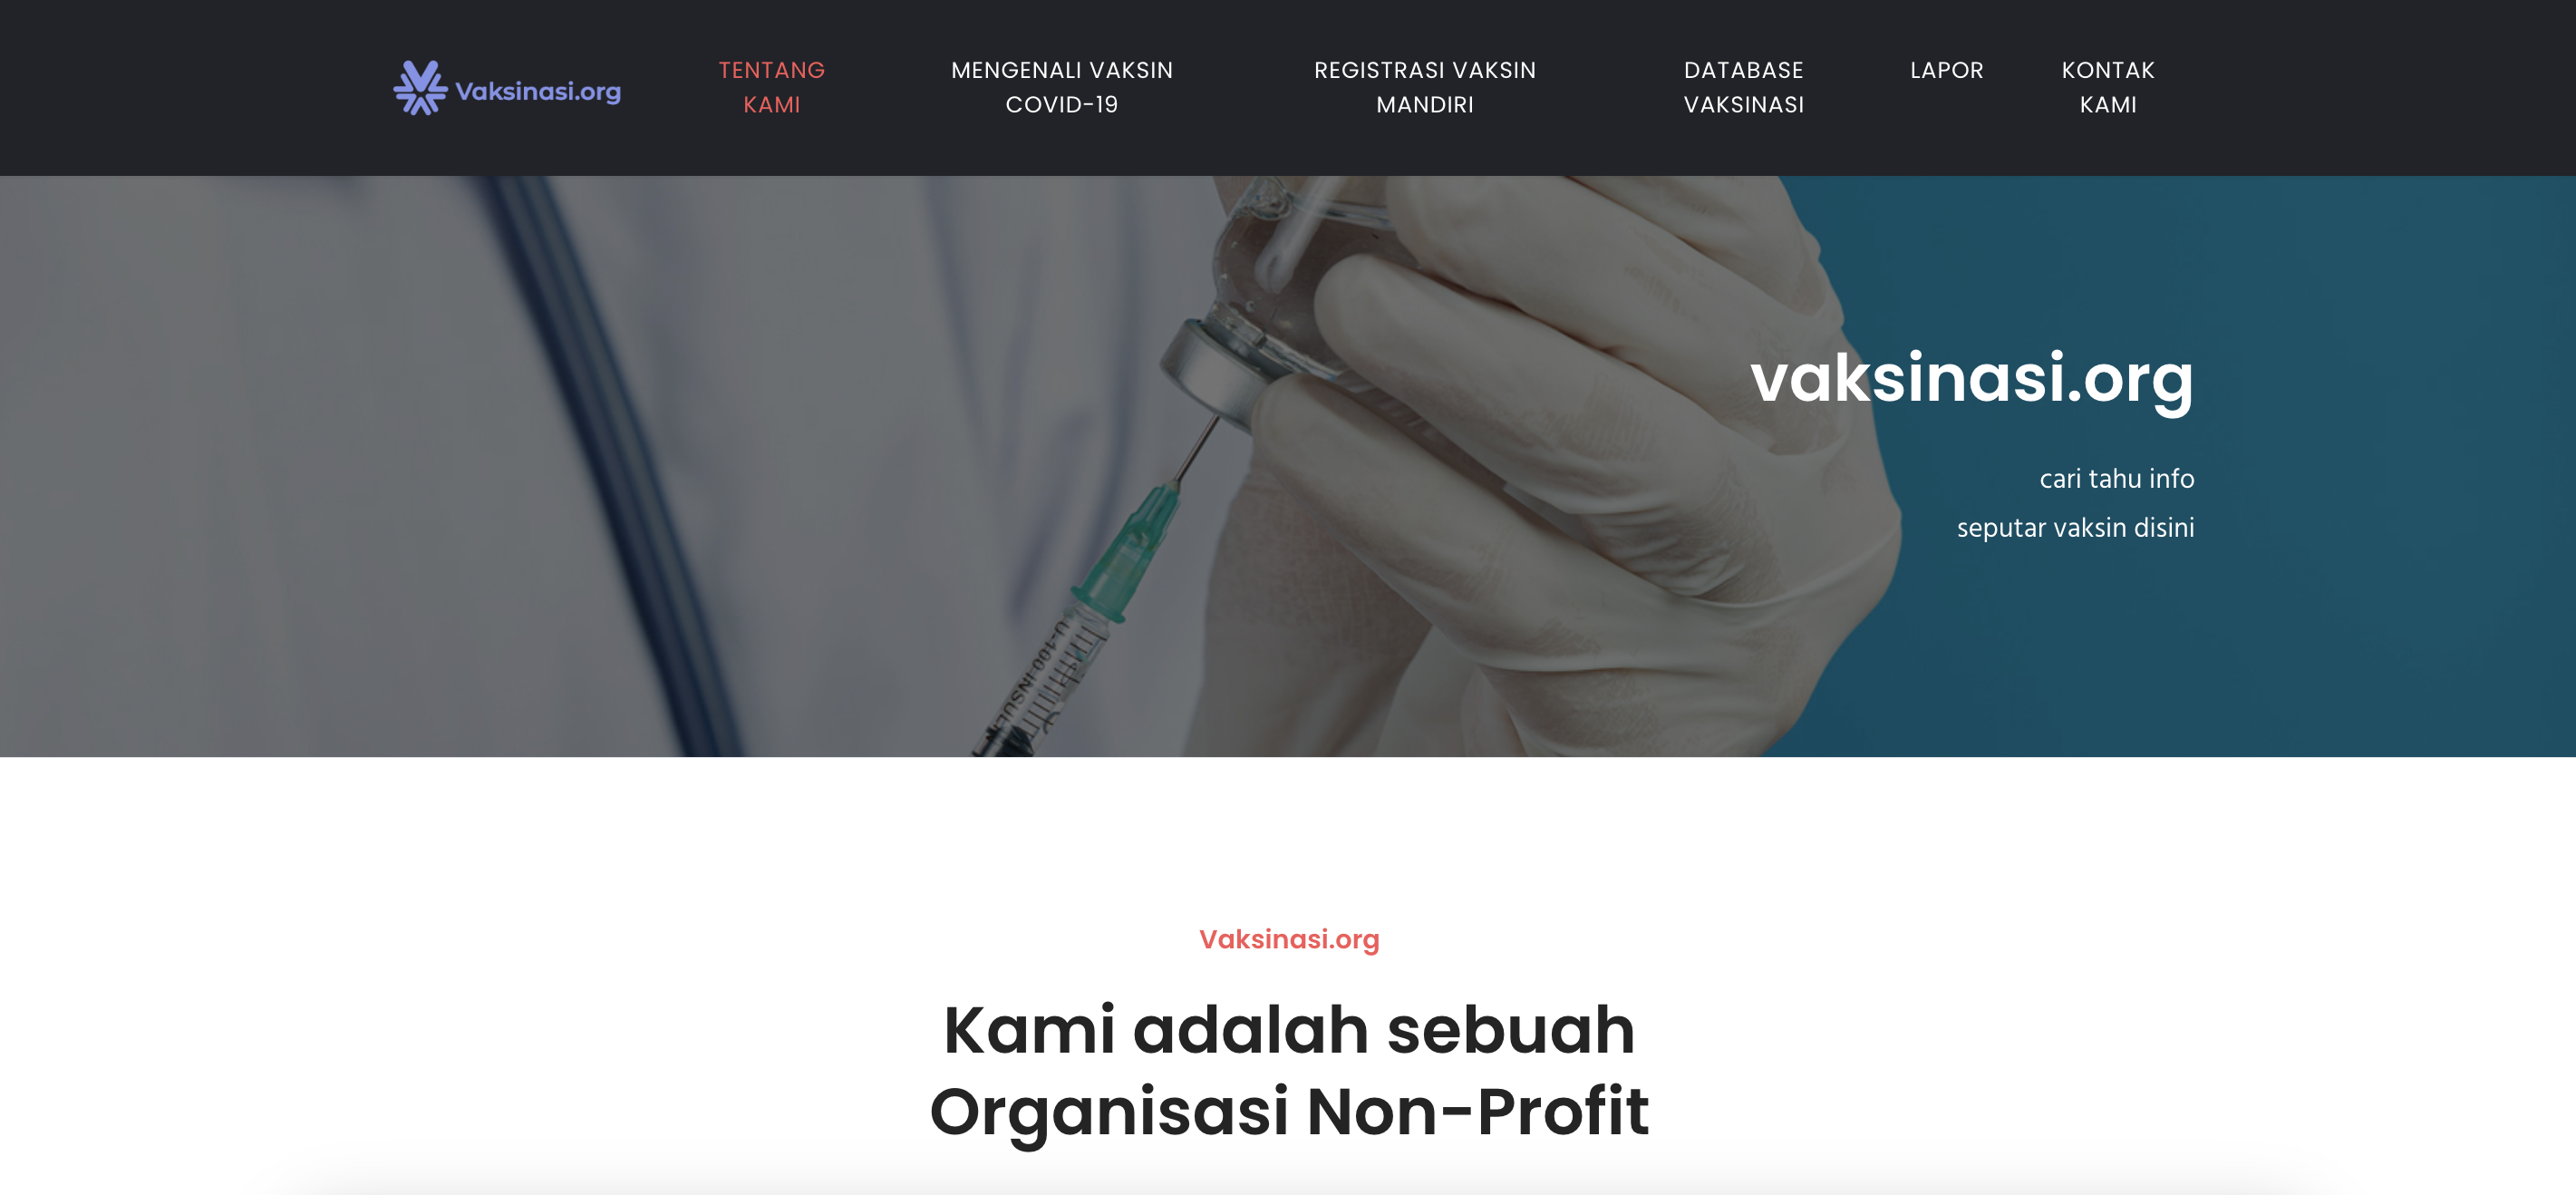 Vaksinasi.org
TENTANG
KAMI
MENGENALI VAKSIN
COVID-19
REGISTRASI VAKSIN
MANDIRI
DATABASE
VAKSINASI
LAPOR
KONTAK
KAMI
vaksinasi.org
cari tahu info
seputar vaksin disini
U-100 INSUL
Vaksinasi.org
Kami adalah sebuah
Organisasi Non-Profit